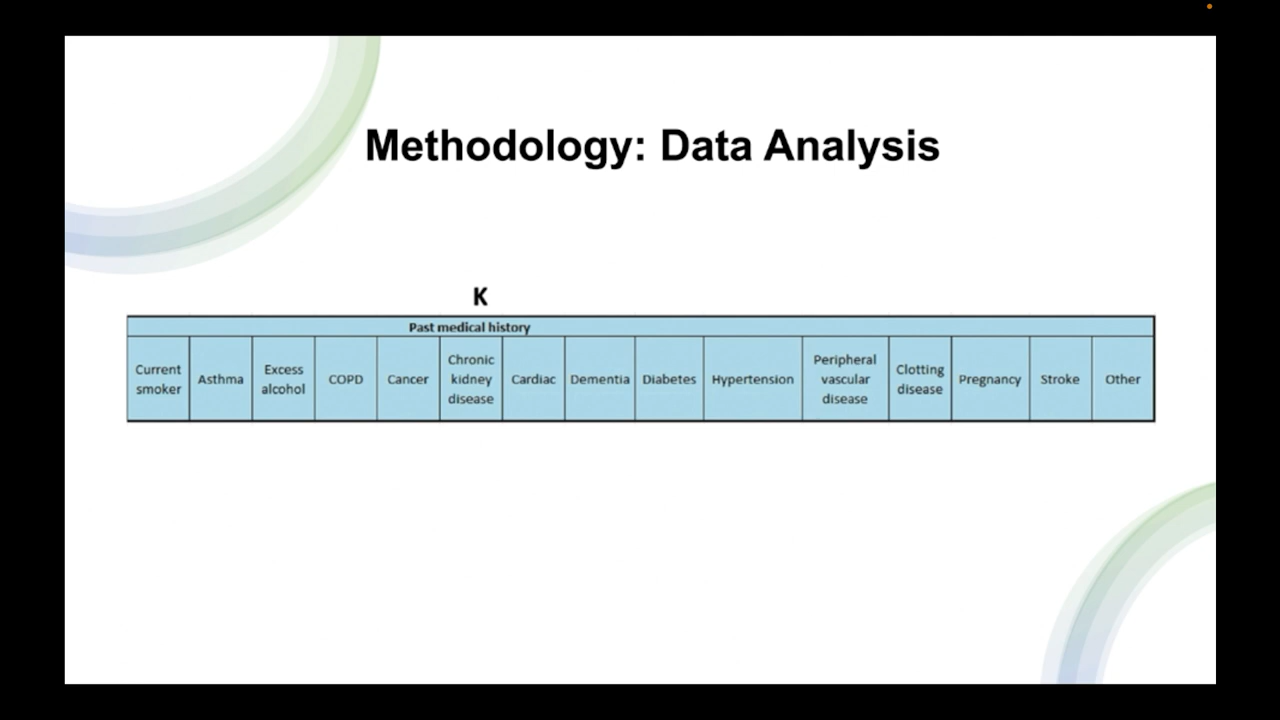 Methodology: Data Analysis
K
Past medical history
Current
smoker
Asthma
Excess
alcohol
COPD
Cancer
Chronic
kidney
disease
Cardiac
Dementia
Diabetes
Hypertension
Peripheral
vascular
disease
Clotting
disease
Pregnancy
Stroke
Other